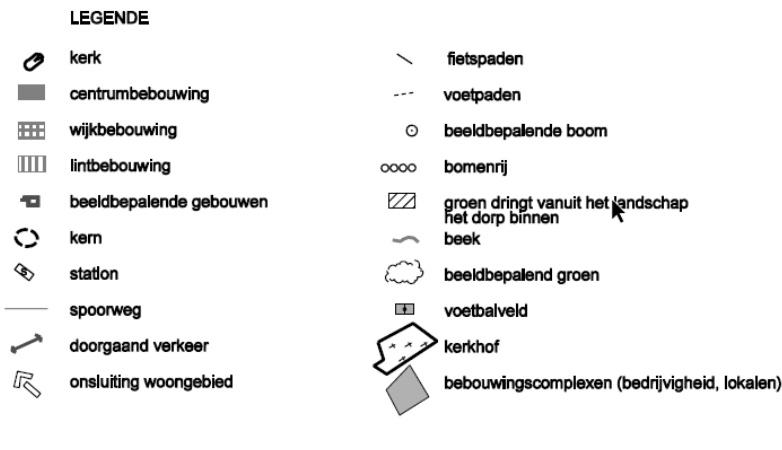 LEGENDE
kerk
centrumbebouwing
wijkbebouwing
lintbebouwing
beeldbepalende gebouwen
kern
station
spoorweg
doorgaand verkeer
onsluiting woongebied
fietspaden
voetpaden
beeldbepalende boom
bomenrij
groen dringt vanuit het landschap
het dorp binnen
beek
beeldbepalend groen
voetbalveld
kerkhof
bebouwingscomplexen (bedrijvigheid, lokalen)